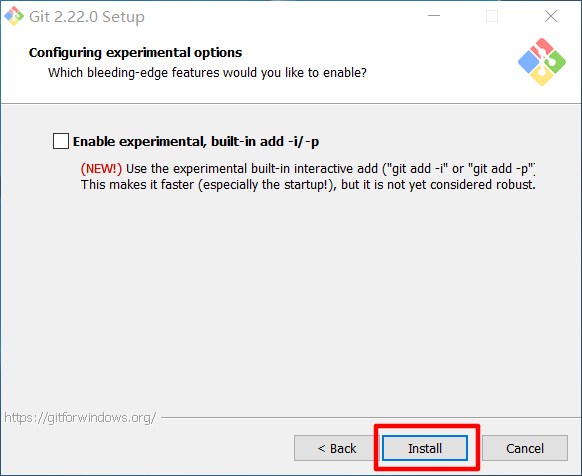 Git 2.22.0 Setup
Configuring experimental options
Which bleeding-edge features would you like to enable?
Enable experimental, built-in add -i/-p
(NEW!) Use the experimental built-in interactive add ("git add -i" or "git add -p")
This makes it faster (especially the startup!), but it is not yet considered robust.
https://gitforwindows.org/
< Back
Install
Cancel